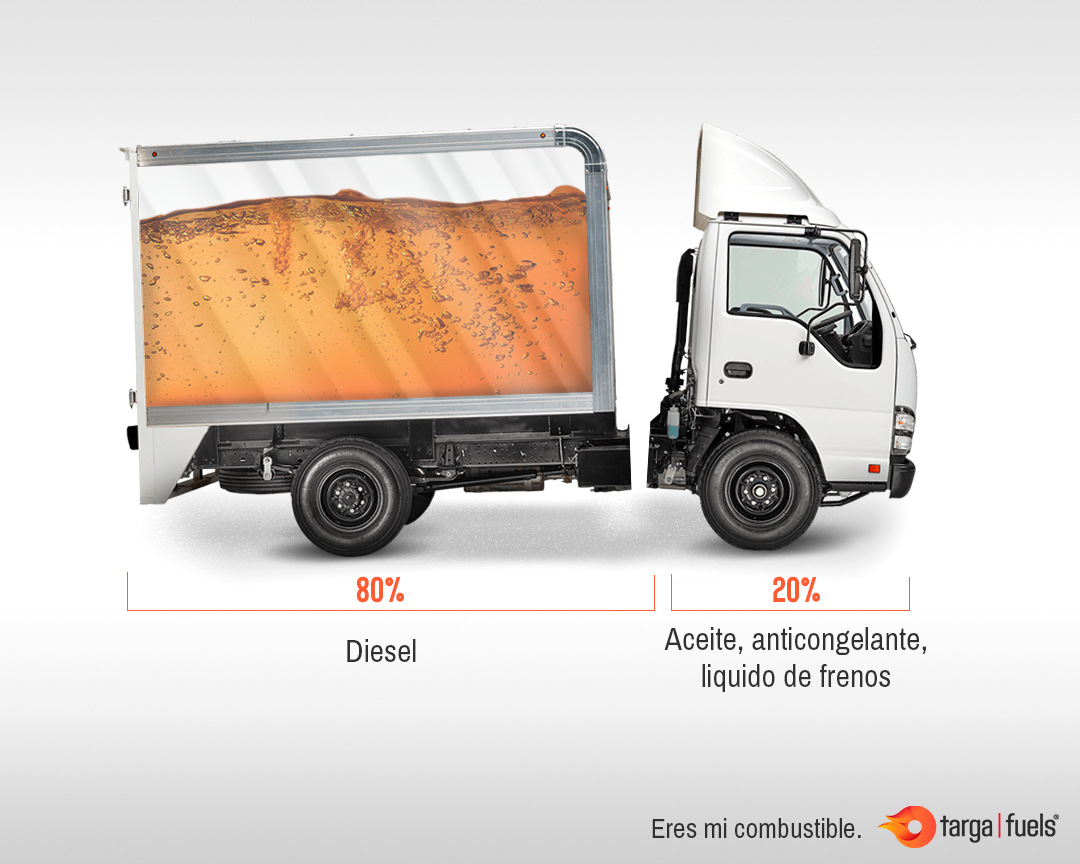 80%
20%
Diesel
Aceite, anticongelante,
liquido de frenos
Eres mi combustible.
targa|fuels®